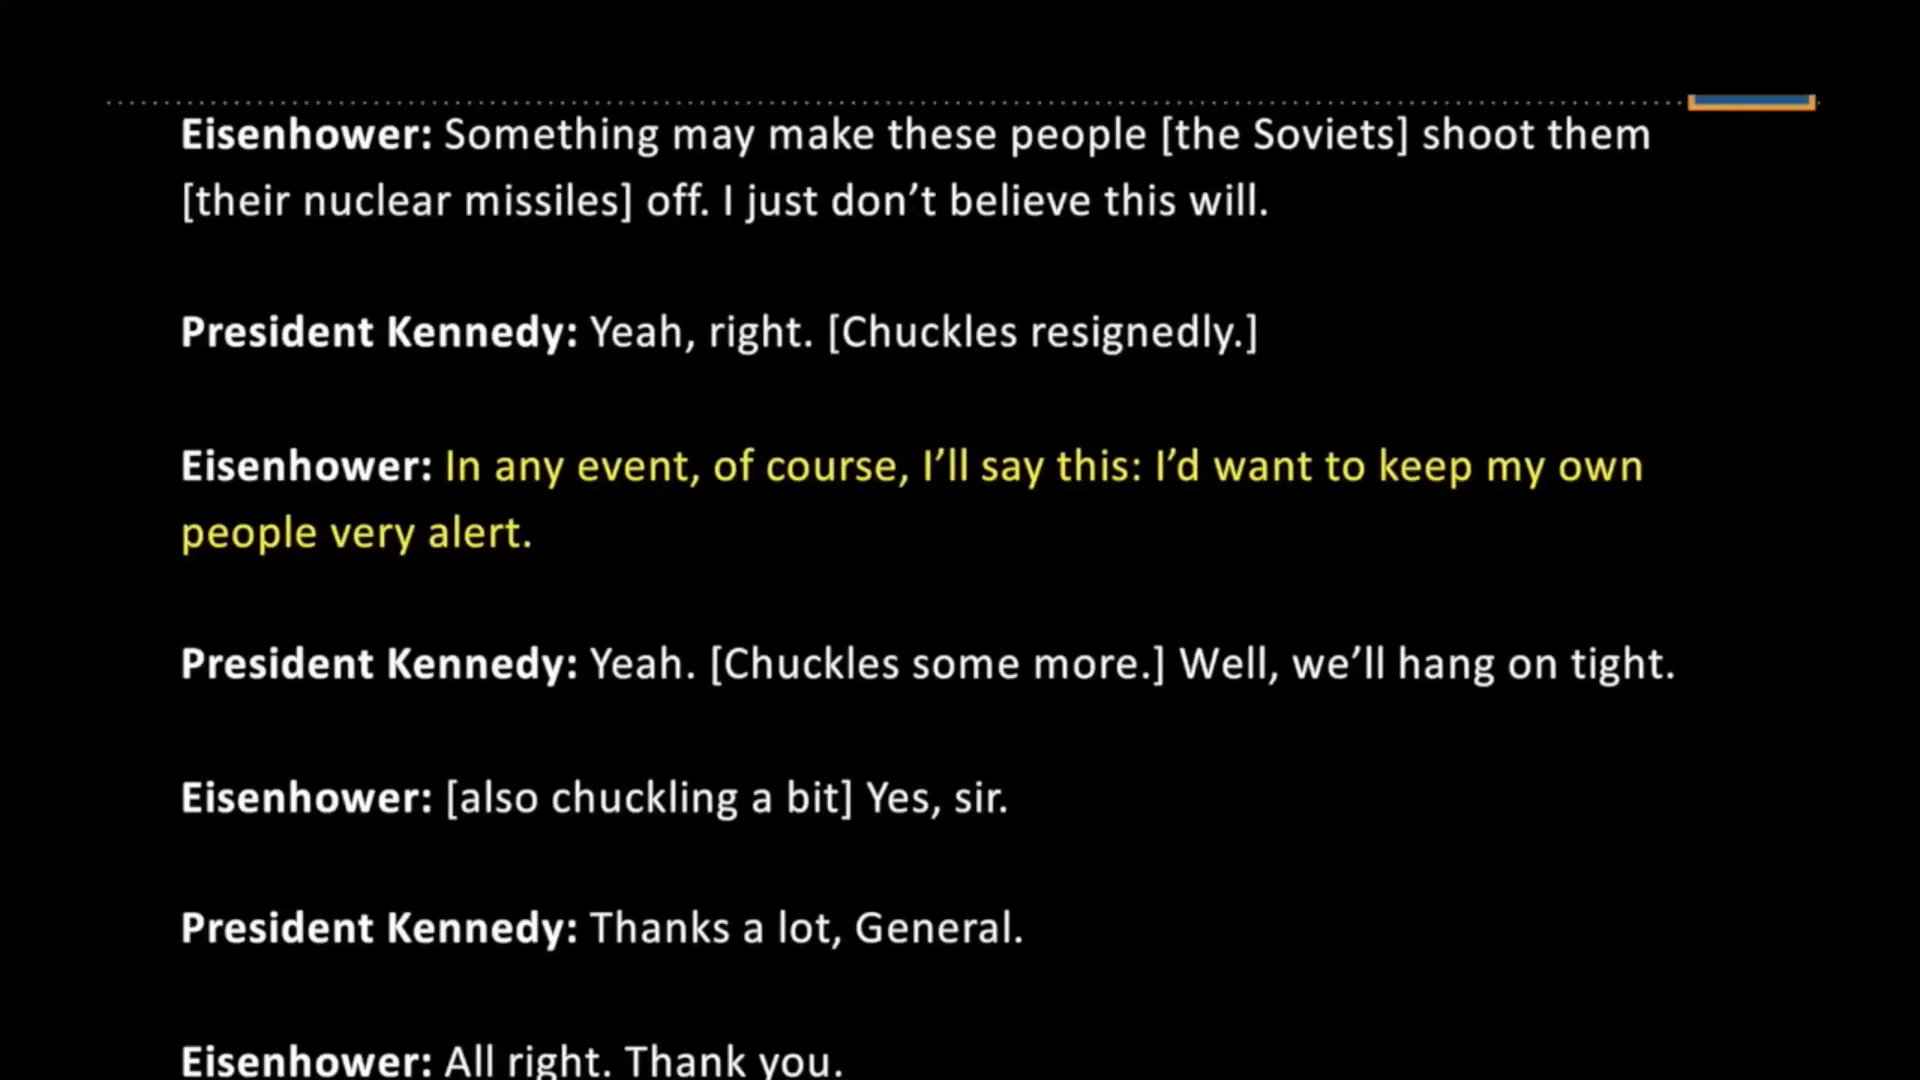 Eisenhower: Something may make these people [the Soviets] shoot them
[their nuclear missiles] off. I just don’t believe this will.
President Kennedy: Yeah, right. [Chuckles resignedly.]
Eisenhower: In any event, of course, I’ll say this: I’d want to keep my own
people very alert.
President Kennedy: Yeah. [Chuckles some more.] Well, we’ll hang on tight.
Eisenhower: [also chuckling a bit] Yes, sir.
President Kennedy: Thanks a lot, General.
Eisenhower: All right. Thank you.